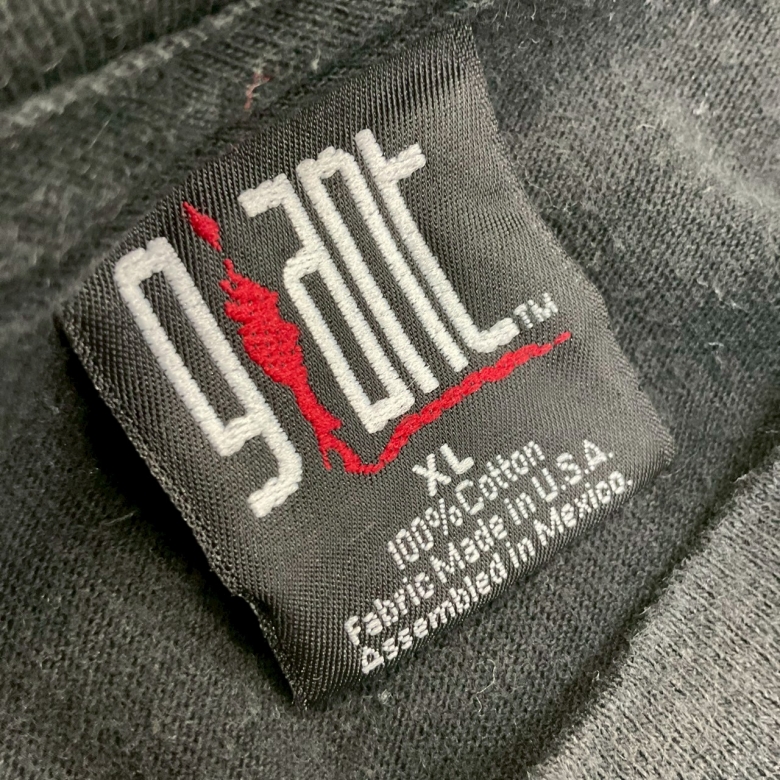 giant™
XL
100% Cotton
Fabric Made in U.S.A.
Assembled in Mexico.